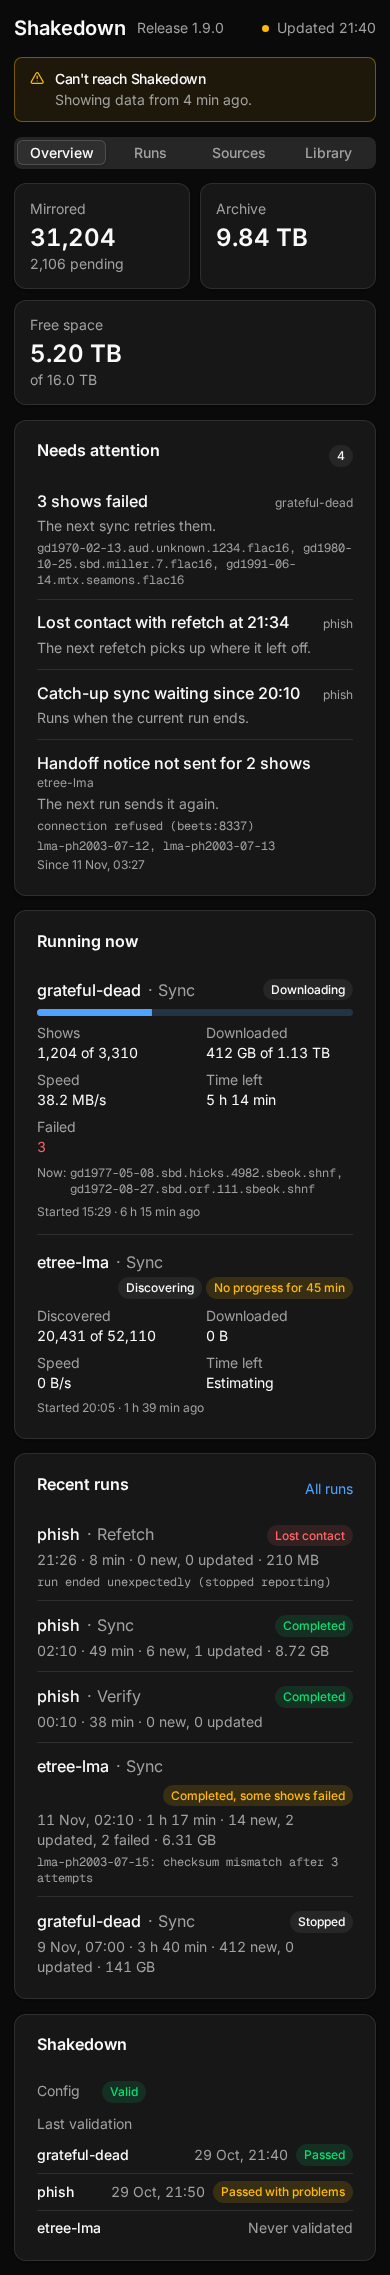 Shakedown Release 1.9.0 Updated 21:40
Can't reach Shakedown
Showing data from 4 min ago.
Overview Runs Sources Library
Mirrored Archive
31,204 9.84 TB
2,106 pending
Free space
5.20 TB
of 16.0 TB
Needs attention 4
3 shows failed grateful-dead
The next sync retries them.
gd1970-02-13.aud.unknown.1234.flac16, gd1980-
10-25.sbd.miller.7.flac16, gd1991-06-
14.mtx.seamons.flac16
Lost contact with refetch at 21:34 phish
The next refetch picks up where it left off.
Catch-up sync waiting since 20:10 phish
Runs when the current run ends.
Handoff notice not sent for 2 shows
etree-lma
The next run sends it again.
connection refused (beets:8337)
lma-ph2003-07-12, lma-ph2003-07-13
Since 11 Nov, 03:27
Running now
grateful-dead · Sync Downloading
Shows Downloaded
1,204 of 3,310 412 GB of 1.13 TB
Speed Time left
38.2 MB/s 5 h 14 min
Failed
3
Now: gd1977-05-08.sbd.hicks.4982.sbeok.shnf,
gd1972-08-27.sbd.orf.111.sbeok.shnf
Started 15:29 · 6 h 15 min ago
etree-lma · Sync
Discovering No progress for 45 min
Discovered Downloaded
20,431 of 52,110 0 B
Speed Time left
0 B/s Estimating
Started 20:05 · 1 h 39 min ago
Recent runs All runs
phish · Refetch Lost contact
21:26 · 8 min · 0 new, 0 updated · 210 MB
run ended unexpectedly (stopped reporting)
phish · Sync Completed
02:10 · 49 min · 6 new, 1 updated · 8.72 GB
phish · Verify Completed
00:10 · 38 min · 0 new, 0 updated
etree-lma · Sync
Completed, some shows failed
11 Nov, 02:10 · 1 h 17 min · 14 new, 2
updated, 2 failed · 6.31 GB
lma-ph2003-07-15: checksum mismatch after 3
attempts
grateful-dead · Sync Stopped
9 Nov, 07:00 · 3 h 40 min · 412 new, 0
updated · 141 GB
Shakedown
Config Valid
Last validation
grateful-dead 29 Oct, 21:40 Passed
phish 29 Oct, 21:50 Passed with problems
etree-lma Never validated